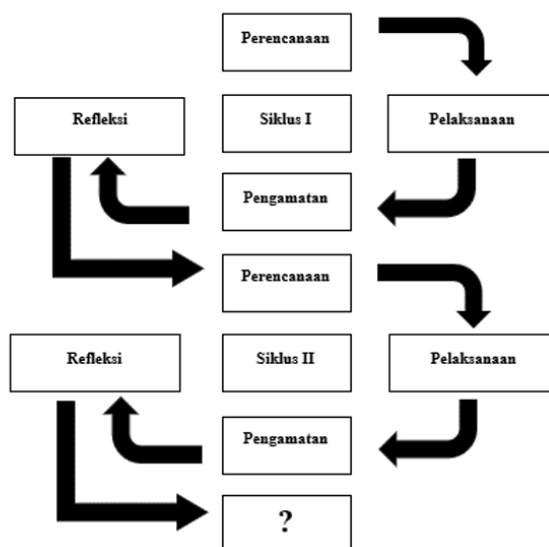 Perencanaan
Refleksi
Siklus I
Pelaksanaan
Pengamatan
Perencanaan
Refleksi
Siklus II
Pelaksanaan
Pengamatan
?